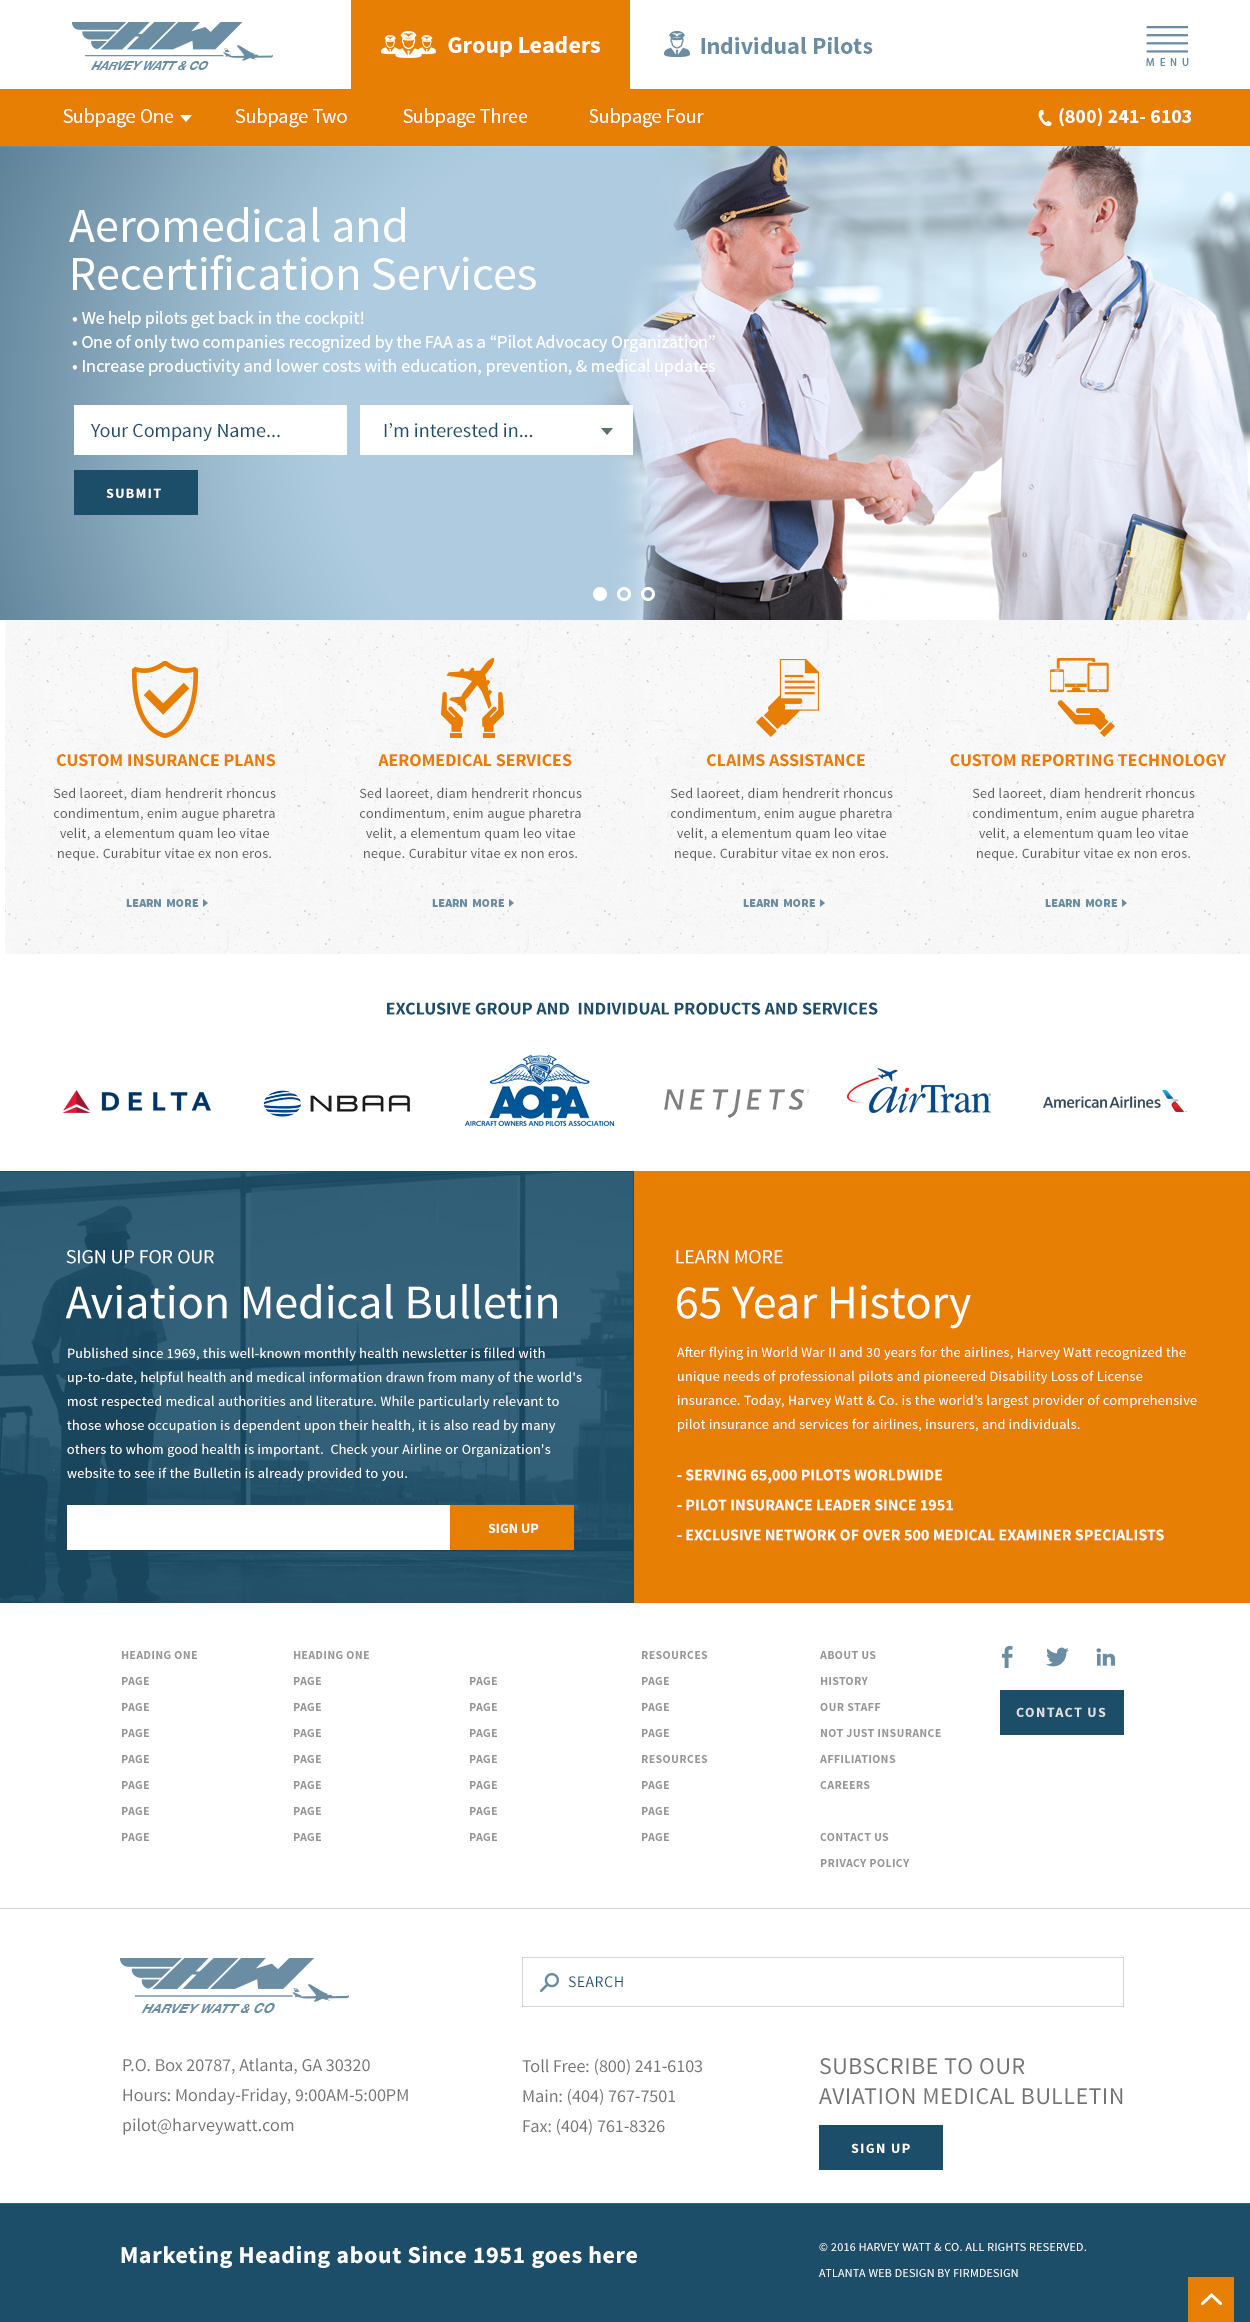 HARVEY WATT & CO
Group Leaders
Individual Pilots
MENU
Subpage One
Subpage Two
Subpage Three
Subpage Four
(800) 241- 6103
Aeromedical and
Recertification Services
• We help pilots get back in the cockpit!
• One of only two companies recognized by the FAA as a “Pilot Advocacy Organization”
• Increase productivity and lower costs with education, prevention, & medical updates
Your Company Name...
I’m interested in...
SUBMIT
CUSTOM INSURANCE PLANS
Sed laoreet, diam hendrerit rhoncus
condimentum, enim augue pharetra
velit, a elementum quam leo vitae
neque. Curabitur vitae ex non eros.
LEARN MORE
AEROMEDICAL SERVICES
Sed laoreet, diam hendrerit rhoncus
condimentum, enim augue pharetra
velit, a elementum quam leo vitae
neque. Curabitur vitae ex non eros.
LEARN MORE
CLAIMS ASSISTANCE
Sed laoreet, diam hendrerit rhoncus
condimentum, enim augue pharetra
velit, a elementum quam leo vitae
neque. Curabitur vitae ex non eros.
LEARN MORE
CUSTOM REPORTING TECHNOLOGY
Sed laoreet, diam hendrerit rhoncus
condimentum, enim augue pharetra
velit, a elementum quam leo vitae
neque. Curabitur vitae ex non eros.
LEARN MORE
EXCLUSIVE GROUP AND INDIVIDUAL PRODUCTS AND SERVICES
DELTA
NBAA
AOPA
AIRCRAFT OWNERS AND PILOTS ASSOCIATION
NETJETS
airTran
American Airlines
SIGN UP FOR OUR
Aviation Medical Bulletin
Published since 1969, this well-known monthly health newsletter is filled with
up-to-date, helpful health and medical information drawn from many of the world's
most respected medical authorities and literature. While particularly relevant to
those whose occupation is dependent upon their health, it is also read by many
others to whom good health is important. Check your Airline or Organization's
website to see if the Bulletin is already provided to you.
SIGN UP
LEARN MORE
65 Year History
After flying in World War II and 30 years for the airlines, Harvey Watt recognized the
unique needs of professional pilots and pioneered Disability Loss of License
insurance. Today, Harvey Watt & Co. is the world’s largest provider of comprehensive
pilot insurance and services for airlines, insurers, and individuals.
- SERVING 65,000 PILOTS WORLDWIDE
- PILOT INSURANCE LEADER SINCE 1951
- EXCLUSIVE NETWORK OF OVER 500 MEDICAL EXAMINER SPECIALISTS
HEADING ONE
PAGE
PAGE
PAGE
PAGE
PAGE
PAGE
PAGE
HEADING ONE
PAGE
PAGE
PAGE
PAGE
PAGE
PAGE
PAGE
PAGE
PAGE
PAGE
PAGE
PAGE
PAGE
PAGE
RESOURCES
PAGE
PAGE
PAGE
RESOURCES
PAGE
PAGE
PAGE
ABOUT US
HISTORY
OUR STAFF
NOT JUST INSURANCE
AFFILIATIONS
CAREERS
CONTACT US
PRIVACY POLICY
CONTACT US
HARVEY WATT & CO
SEARCH
P.O. Box 20787, Atlanta, GA 30320
Hours: Monday-Friday, 9:00AM-5:00PM
pilot@harveywatt.com
Toll Free: (800) 241-6103
Main: (404) 767-7501
Fax: (404) 761-8326
SUBSCRIBE TO OUR
AVIATION MEDICAL BULLETIN
SIGN UP
Marketing Heading about Since 1951 goes here
© 2016 HARVEY WATT & CO. ALL RIGHTS RESERVED.
ATLANTA WEB DESIGN BY FIRMDESIGN